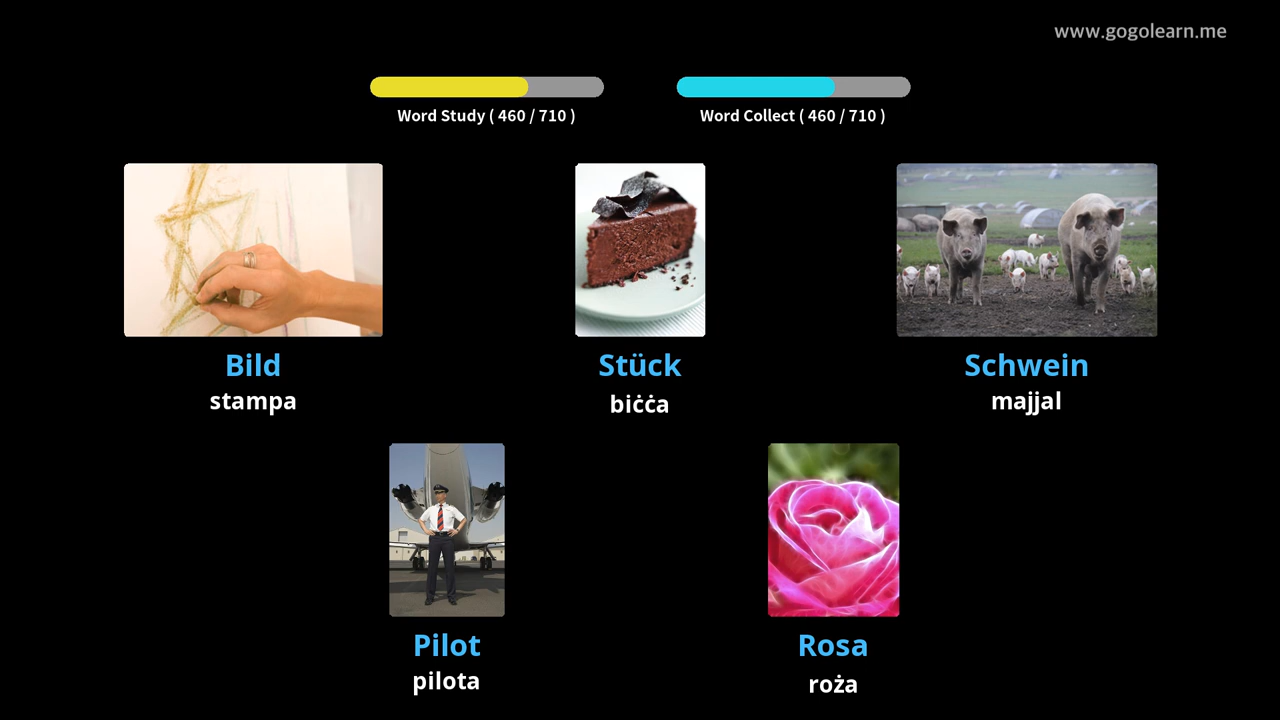 www.gogolearn.me
Word Study ( 460 / 710 )
Word Collect ( 460 / 710 )
Bild
stampa
Stück
biċċa
Schwein
majjal
Pilot
pilota
Rosa
roża